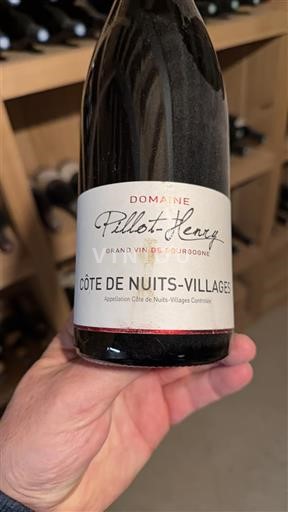 DOMAINE
Pillot-Henry
GRAND VIN DE BOURGOGNE
CÔTE DE NUITS-VILLAGES
Appellation Côte de Nuits-Villages Contrôlée